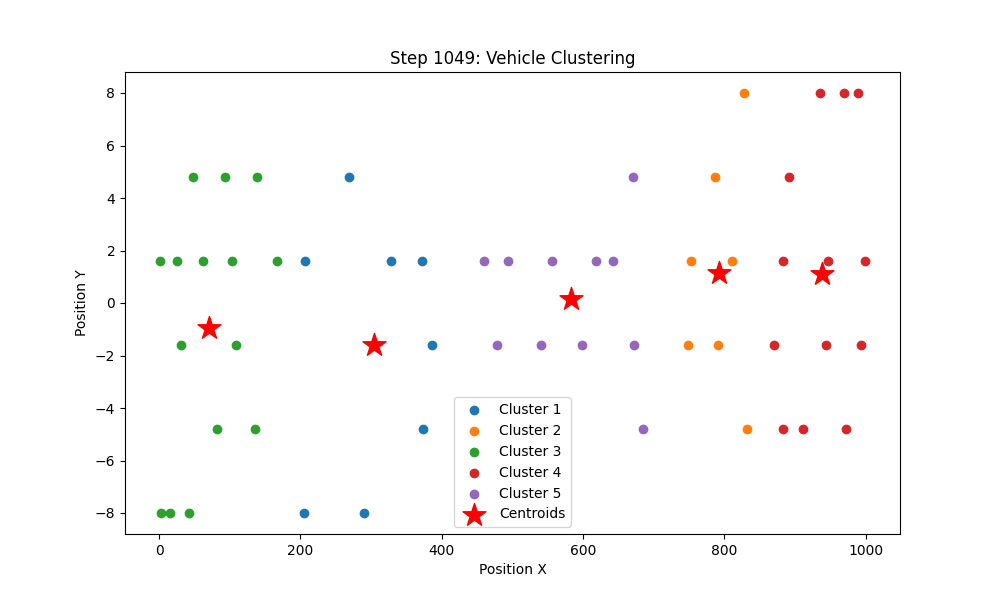 Step 1049: Vehicle Clustering
Position Y
8
6
4
2
0
−2
−4
−6
−8
Cluster 1
Cluster 2
Cluster 3
Cluster 4
Cluster 5
Centroids
0
200
400
600
800
1000
Position X